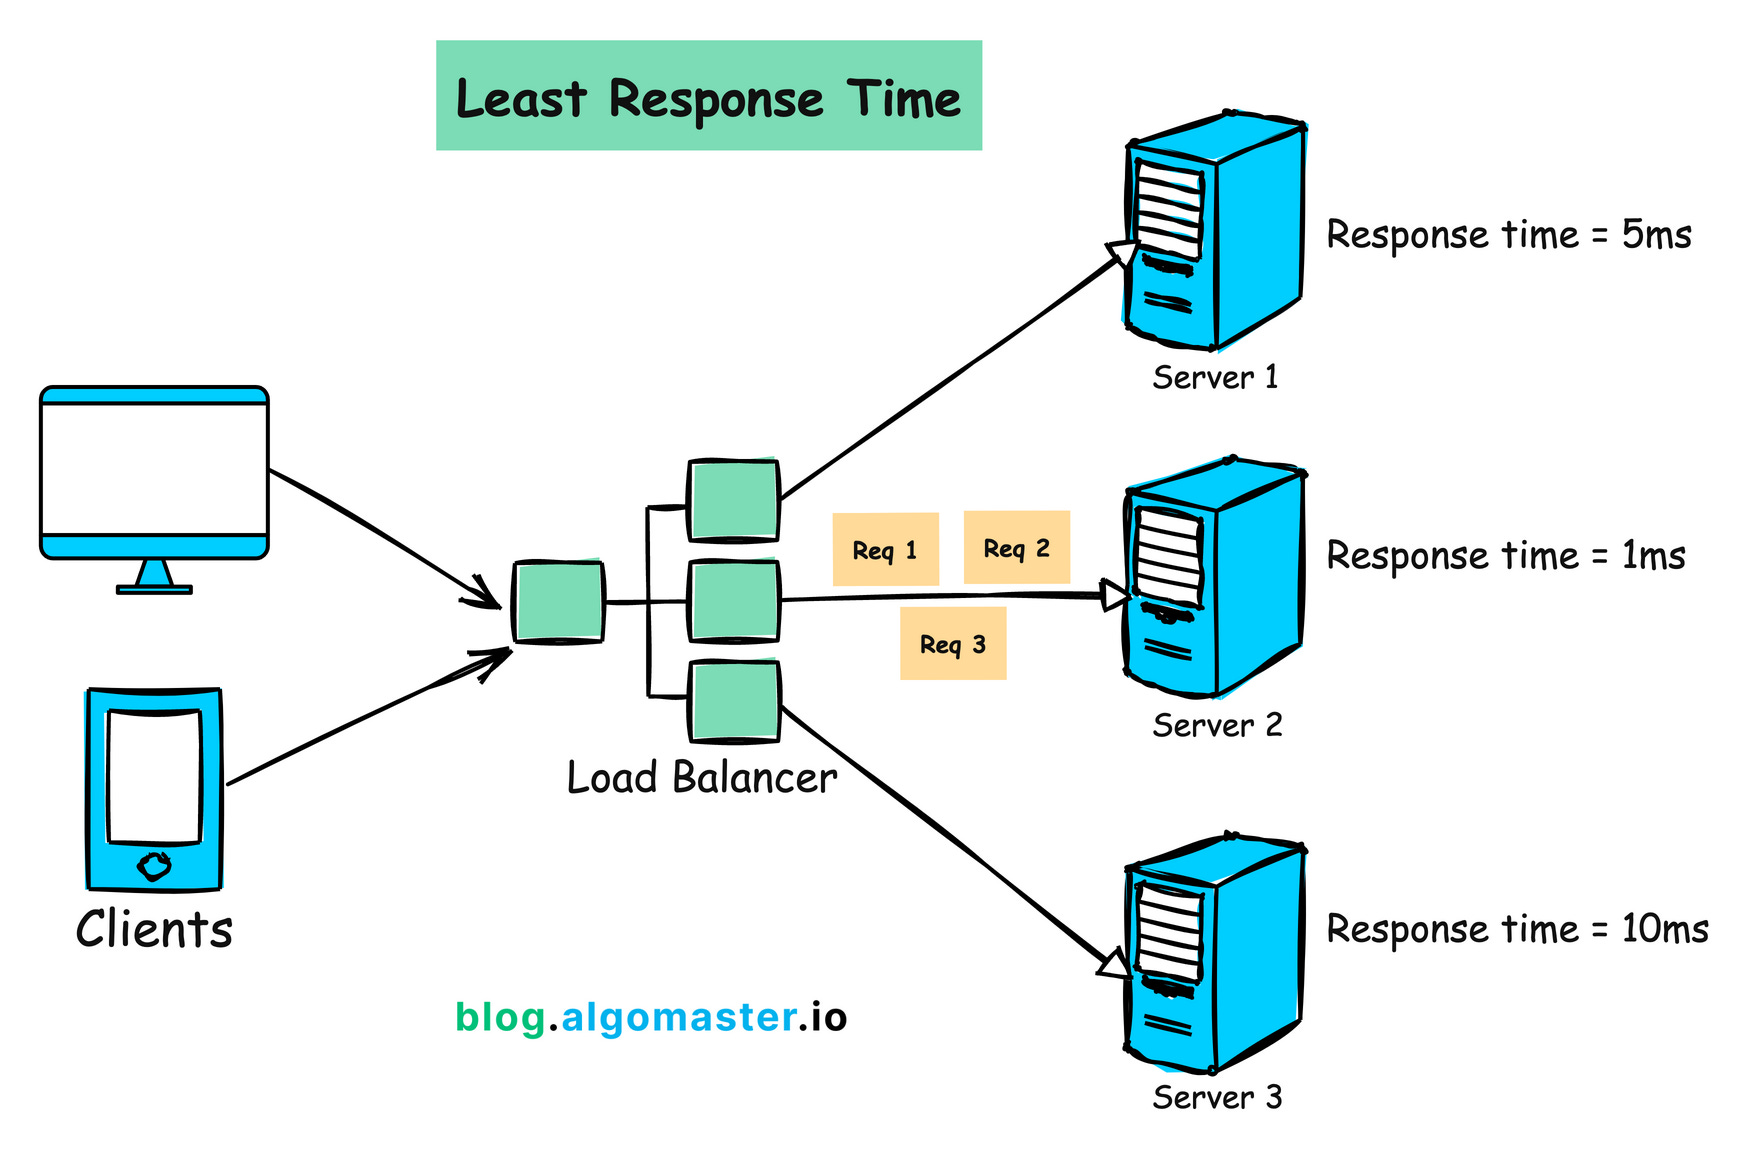 Least Response Time
Response time = 5ms
Server 1
Req 1
Req 2
Response time = 1ms
Req 3
Server 2
Load Balancer
Clients
Response time = 10ms
blog.algomaster.io
Server 3